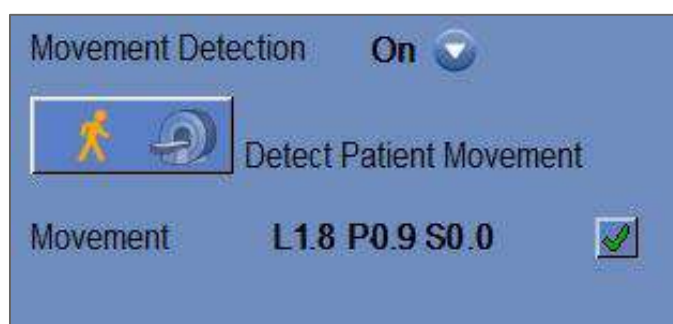 Movement Detection On
Detect Patient Movement
Movement L1.8 P0.9 S0.0